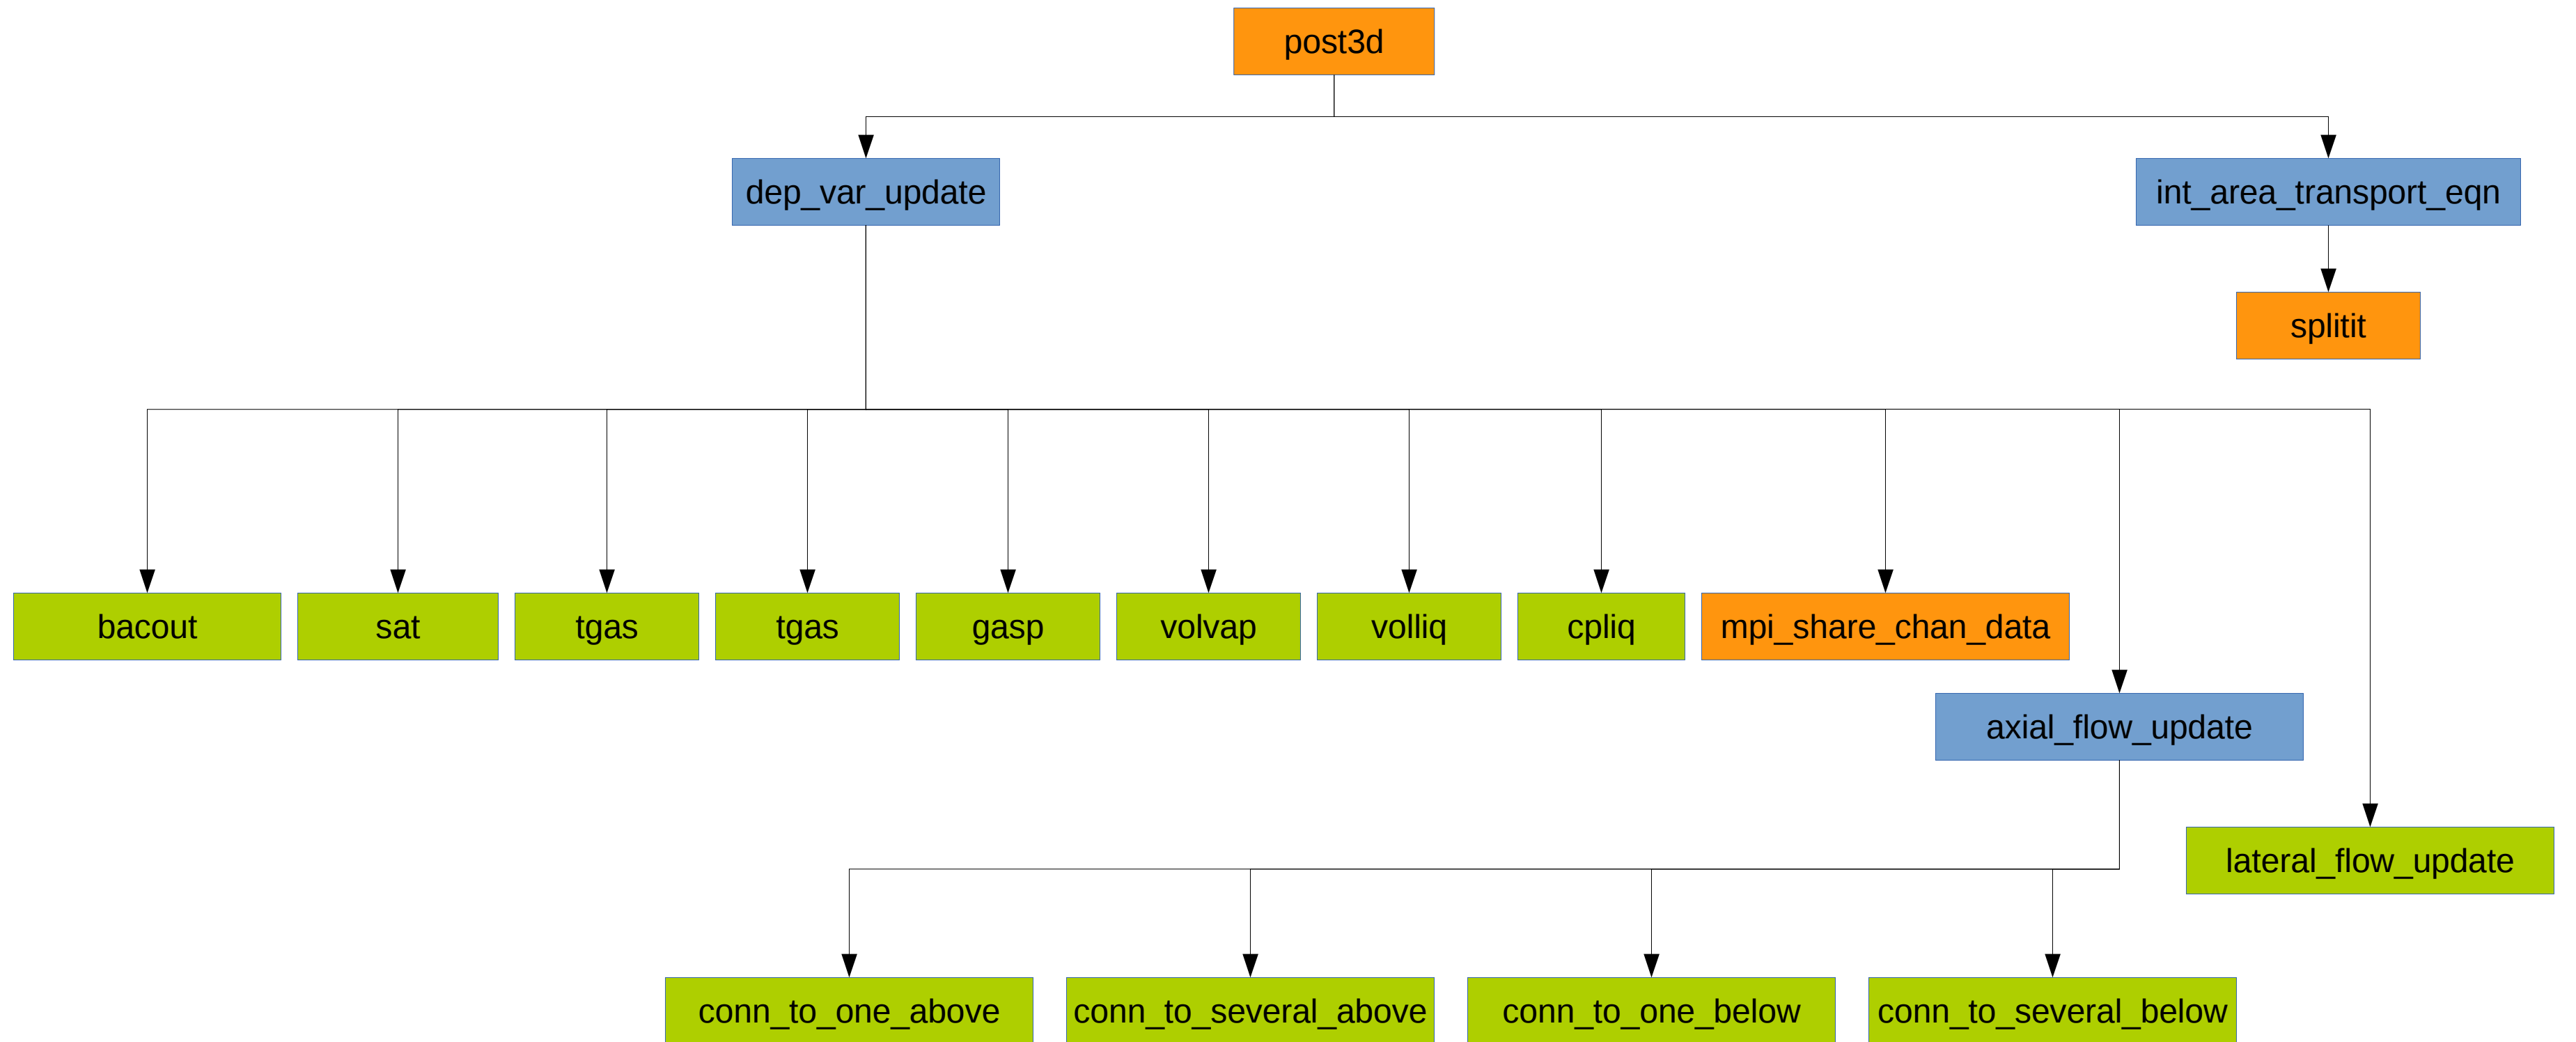 post3d
dep_var_update
int_area_transport_eqn
splitit
bacout
sat
tgas
tgas
gasp
volvap
volliq
cpliq
mpi_share_chan_data
axial_flow_update
lateral_flow_update
conn_to_one_above
conn_to_several_above
conn_to_one_below
conn_to_several_below